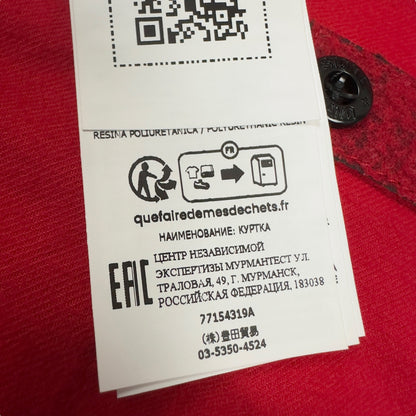 RESINA POLIURETANICA / POLYURETHANIC RESIN
FR
quefairedemesdechets.fr
НАИМЕНОВАНИЕ: КУРТКА
ЦЕНТР НЕЗАВИСИМОЙ
ЭКСПЕРТИЗЫ МУРМАНТЕСТ УЛ.
ТРАЛОВАЯ, 49, Г. МУРМАНСК,
РОССИЙСКАЯ ФЕДЕРАЦИЯ, 183038
EAC
77154319A
(株)豊田貿易
03-5350-4524